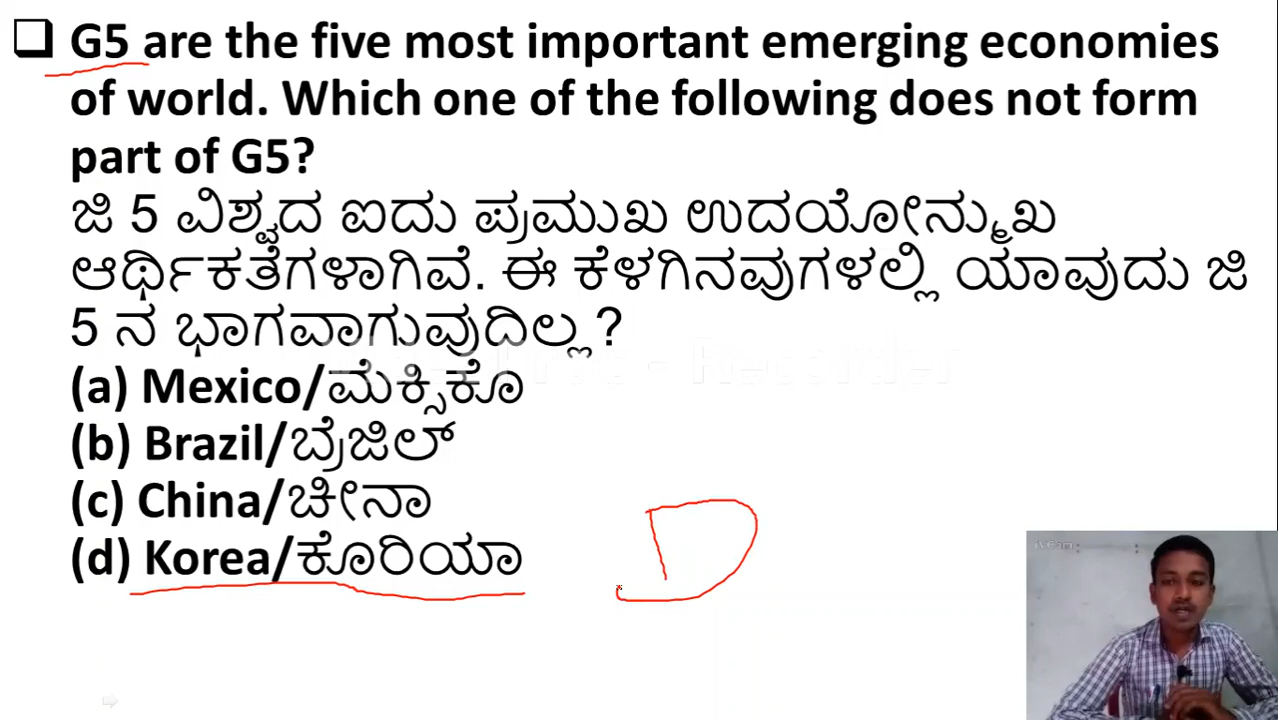 G5 are the five most important emerging economies
of world. Which one of the following does not form
part of G5?
ಜಿ 5 ವಿಶ್ವದ ಐದು ಪ್ರಮುಖ ಉದಯೋನ್ಮುಖ
ಆರ್ಥಿಕತೆಗಳಾಗಿವೆ. ಈ ಕೆಳಗಿನವುಗಳಲ್ಲಿ ಯಾವುದು ಜಿ
5 ನ ಭಾಗವಾಗುವುದಿಲ್ಲ?
(a) Mexico/ಮೆಕ್ಸಿಕೊ
(b) Brazil/ಬ್ರೆಜಿಲ್
(c) China/ಚೀನಾ
(d) Korea/ಕೊರಿಯಾ
D